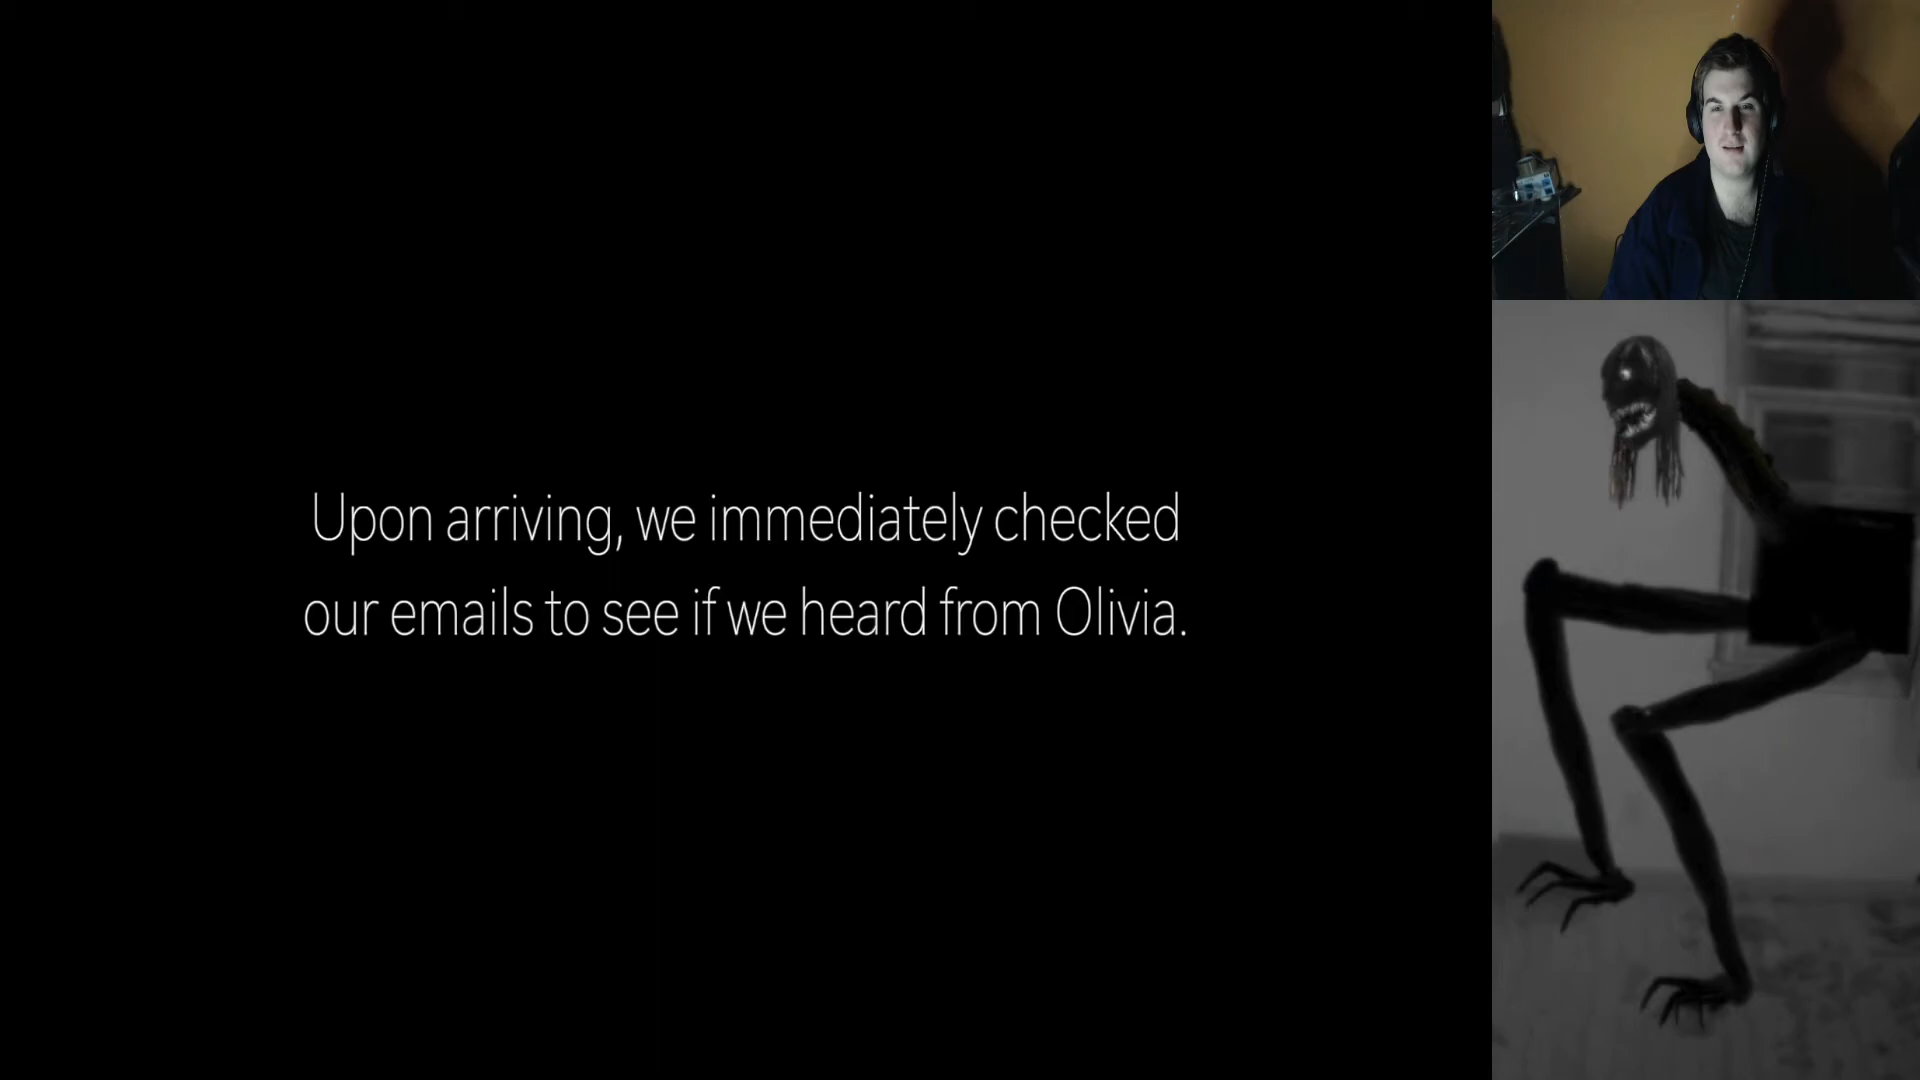 Upon arriving, we immediately checked
our emails to see if we heard from Olivia.